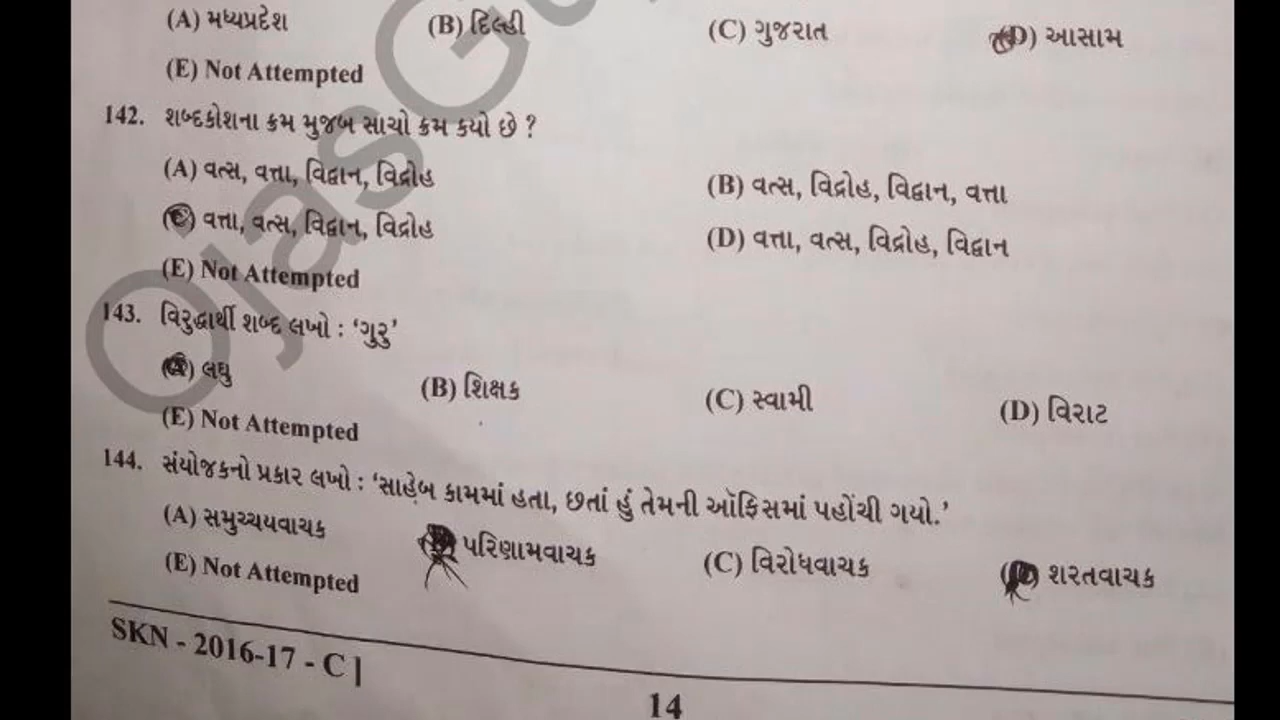 (A) મધ્યપ્રદેશ (B) દિલ્હી (C) ગુજરાત (D) આસામ
(E) Not Attempted
142. શબ્દકોશના ક્રમ મુજબ સાચો ક્રમ કયો છે ?
(A) વત્સ, વત્તા, વિદ્વાન, વિદ્રોહ (B) વત્સ, વિદ્રોહ, વિદ્વાન, વત્તા
(C) વત્તા, વત્સ, વિદ્વાન, વિદ્રોહ (D) વત્તા, વત્સ, વિદ્રોહ, વિદ્વાન
(E) Not Attempted
143. વિરુદ્ધાર્થી શબ્દ લખો : ‘ગુરુ’
(A) લઘુ (B) શિક્ષક (C) સ્વામી (D) વિરાટ
(E) Not Attempted
144. સંયોજકનો પ્રકાર લખો : ‘સાહેબ કામમાં હતા, છતાં હું તેમની ઑફિસમાં પહોંચી ગયો.’
(A) સમુચ્ચયવાચક (B) પરિણામવાચક (C) વિરોધવાચક (D) શરતવાચક
(E) Not Attempted
SKN - 2016-17 - C]
14
OjasGu